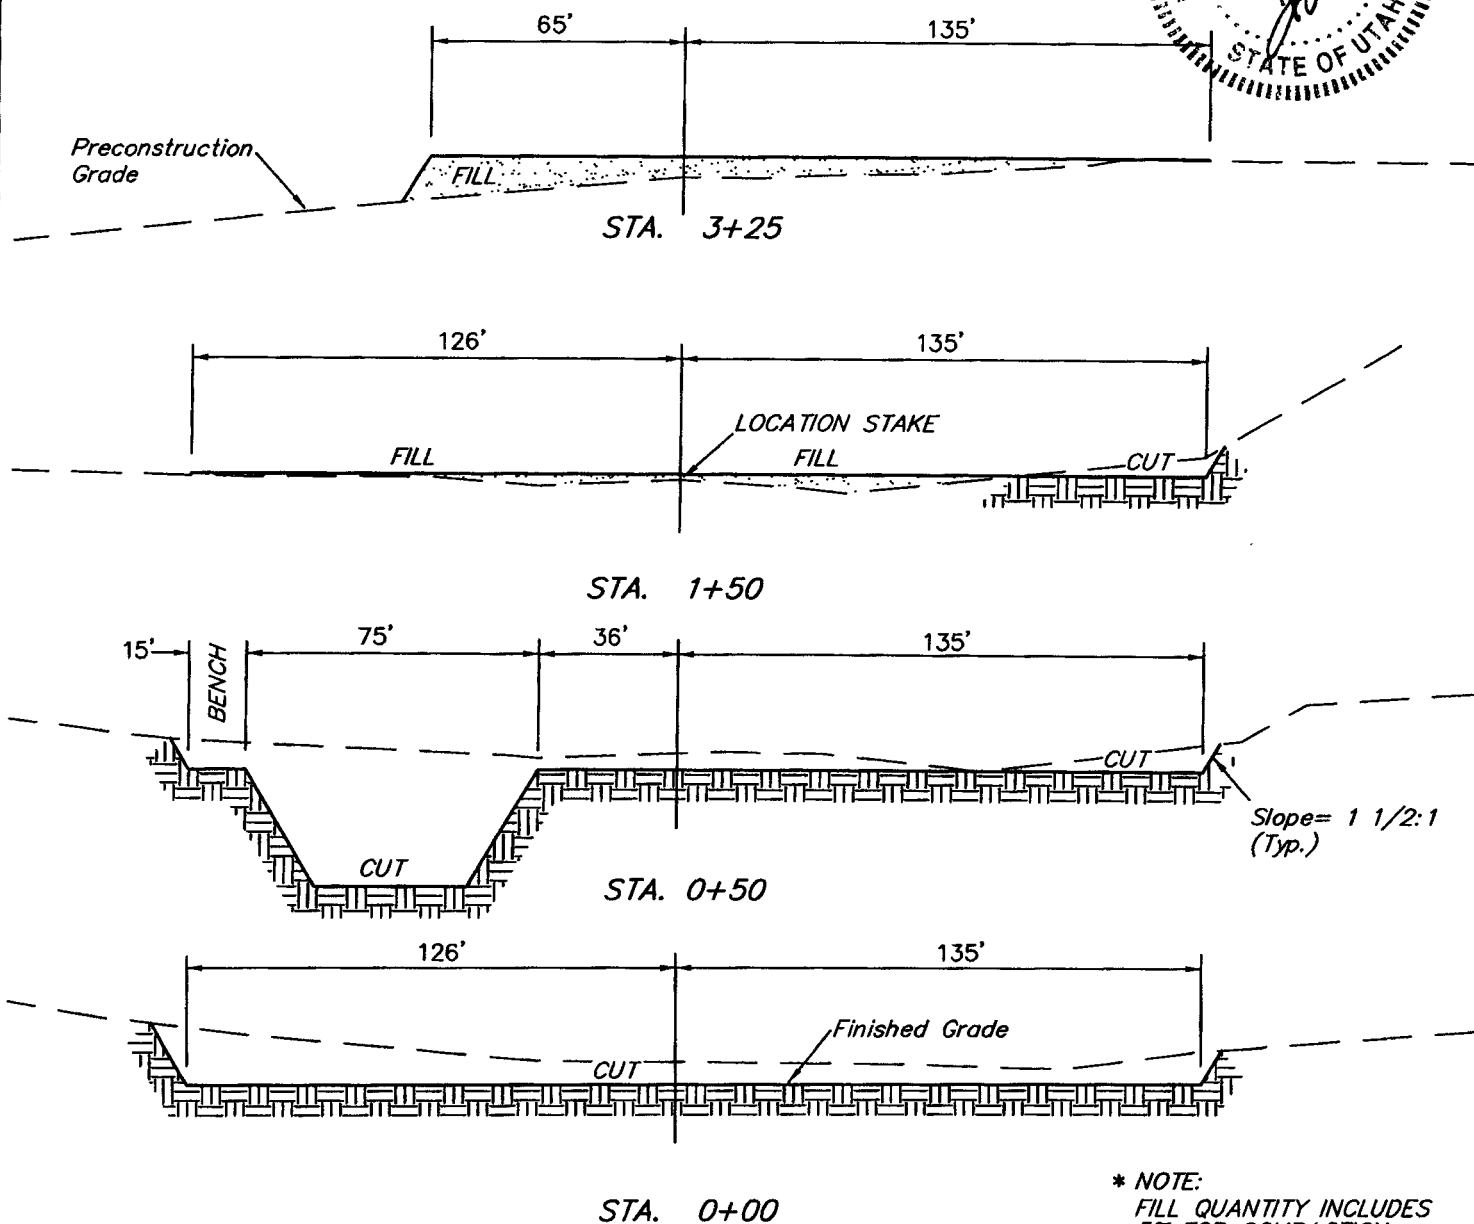 65'
135'
STATE OF UTAH
Preconstruction
Grade
FILL
STA. 3+25
126'
135'
LOCATION STAKE
FILL
FILL
CUT
STA. 1+50
15'
BENCH
75'
36'
135'
CUT
Slope= 1 1/2:1
(Typ.)
CUT
STA. 0+50
126'
135'
Finished Grade
CUT
STA. 0+00
* NOTE:
FILL QUANTITY INCLUDES